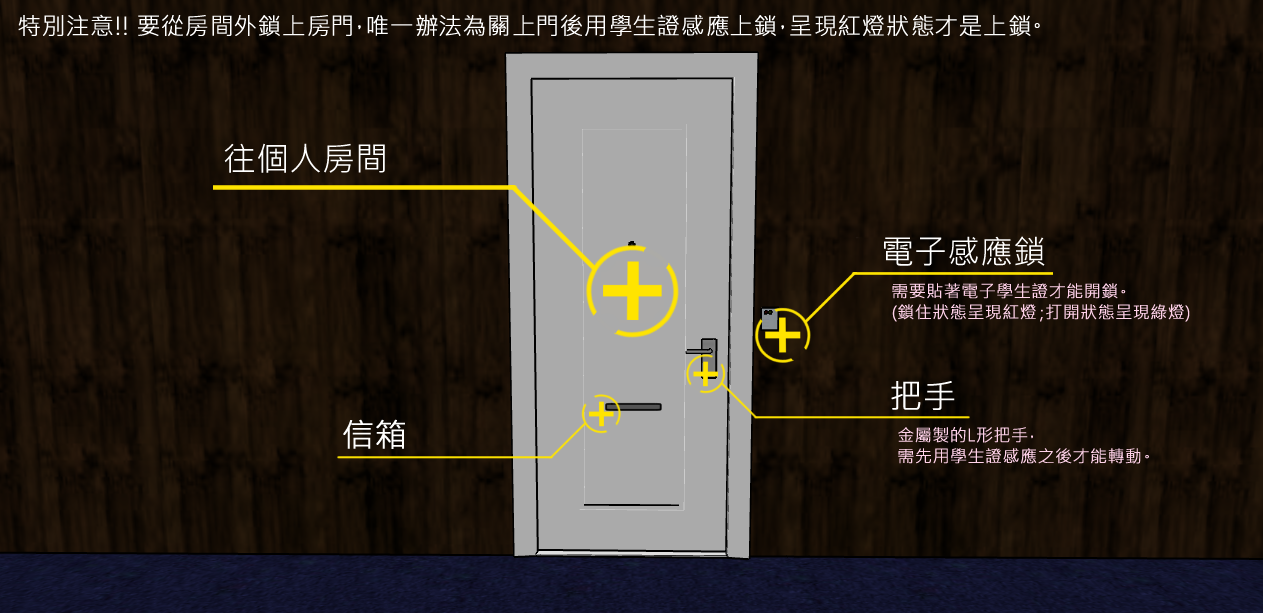 特別注意!! 要從房間外鎖上房門,唯一辦法為關上門後用學生證感應上鎖,呈現紅燈狀態才是上鎖。
往個人房間
電子感應鎖
需要貼著電子學生證才能開鎖。
(鎖住狀態呈現紅燈;打開狀態呈現綠燈)
把手
金屬製的L形把手,
需先用學生證感應之後才能轉動。
信箱